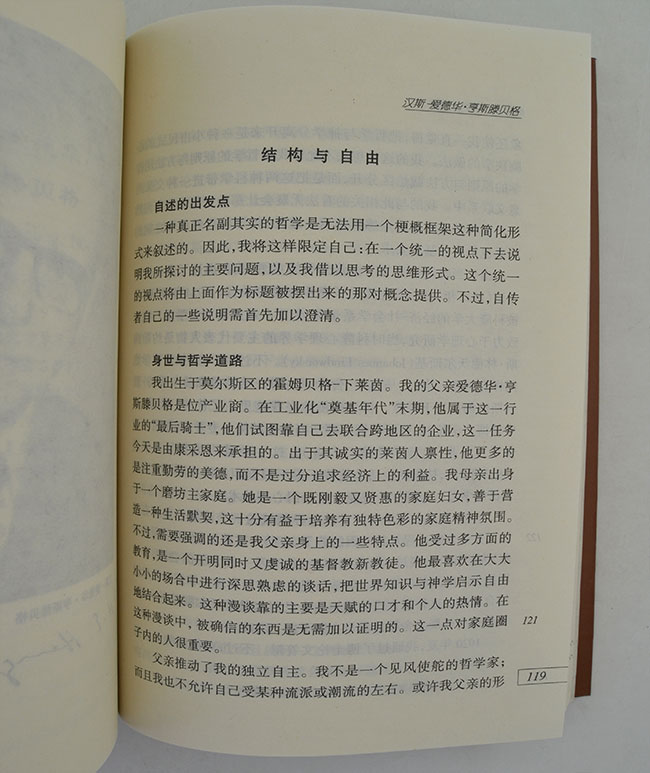 汉斯-爱德华·亨斯滕贝格
结构与自由
自述的出发点
一种真正名副其实的哲学是无法用一个梗概框架这种简化形
式来叙述的。因此,我将这样限定自己:在一个统一的视点下去说
明我所探讨的主要问题,以及我借以思考的思维形式。这个统一
的视点将由上面作为标题被摆出来的那对概念提供。不过,自传
者自己的一些说明需首先加以澄清。
身世与哲学道路
我出生于莫尔斯区的霍姆贝格-下莱茵。我的父亲爱德华·亨
斯滕贝格是位产业商。在工业化“奠基年代”末期,他属于这一行
业的“最后骑士”,他们试图靠自己去联合跨地区的企业,这一任务
今天是由康采恩来承担的。出于其诚实的莱茵人禀性,他更多的
是注重勤劳的美德,而不是过分追求经济上的利益。我母亲出身
于一个磨坊主家庭。她是一个既刚毅又贤惠的家庭妇女,善于营
造一种生活默契,这十分有益于培养有独特色彩的家庭精神氛围。
不过,需要强调的还是我父亲身上的一些特点。他受过多方面的
教育,是一个开明同时又虔诚的基督教新教徒。他最喜欢在大大
小小的场合中进行深思熟虑的谈话,把世界知识与神学启示自由
地结合起来。这种漫谈靠的主要是天赋的口才和个人的热情。在
这种漫谈中,被确信的东西是无需加以证明的。这一点对家庭圈
子内的人很重要。
121
父亲推动了我的独立自主。我不是一个见风使舵的哲学家;
而且我也不允许自己受某种流派或潮流的左右。或许我父亲的形
119